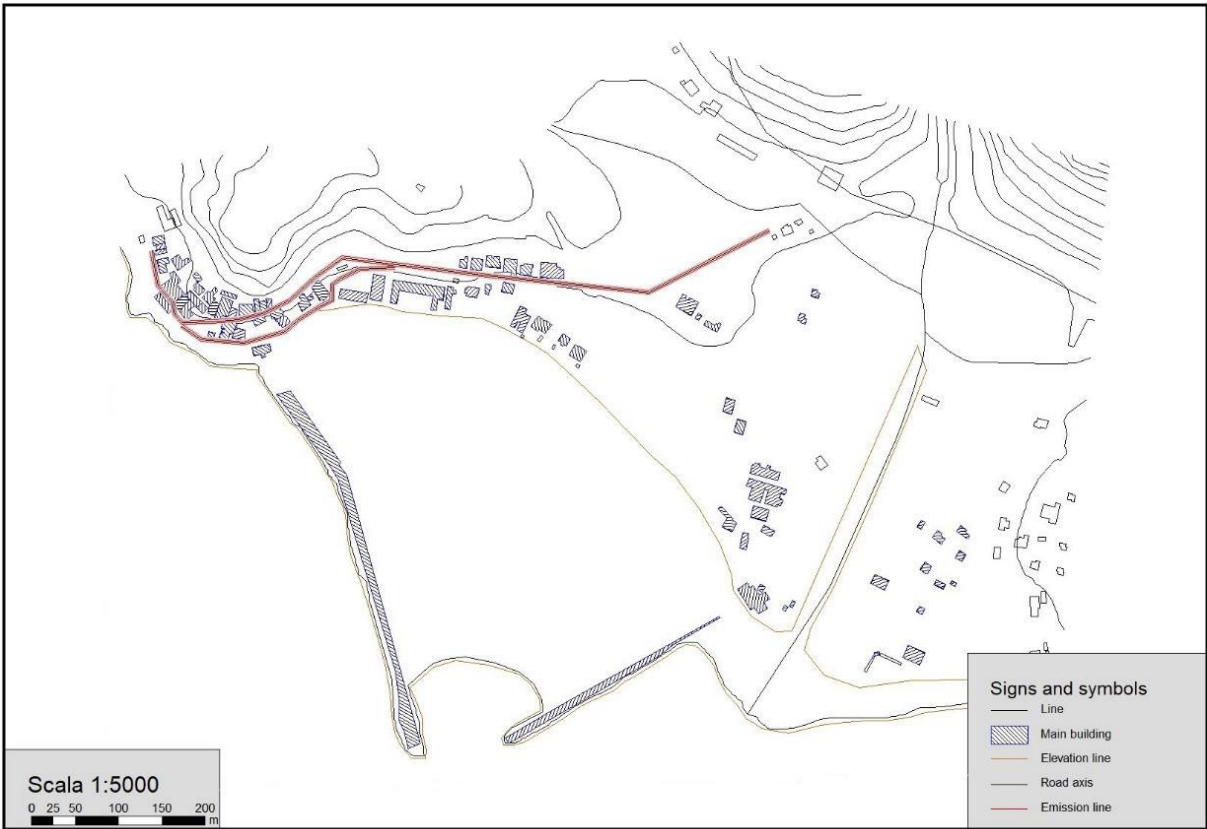 Signs and symbols
Line
Main building
Elevation line
Road axis
Emission line
Scala 1:5000
0 25 50 100 150 200
m